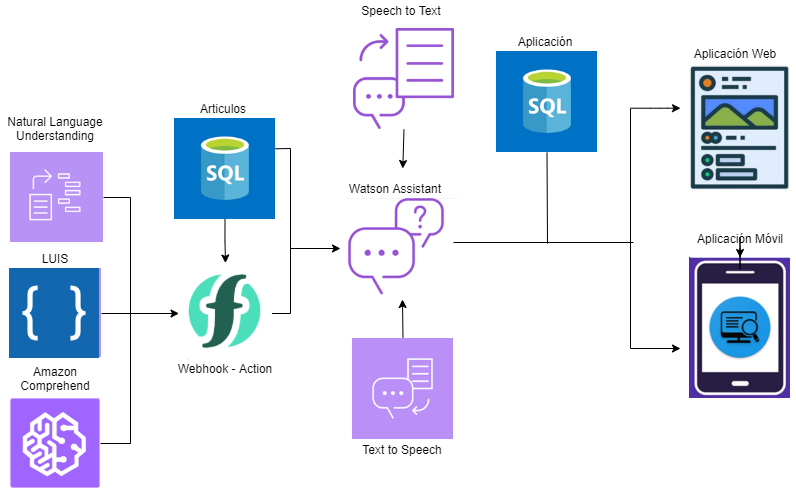 Speech to Text
Aplicación
Aplicación Web
SQL
Articulos
Natural Language
Understanding
SQL
Watson Assistant
?
Aplicación Móvil
LUIS
{ }
Webhook - Action
Amazon
Comprehend
Text to Speech